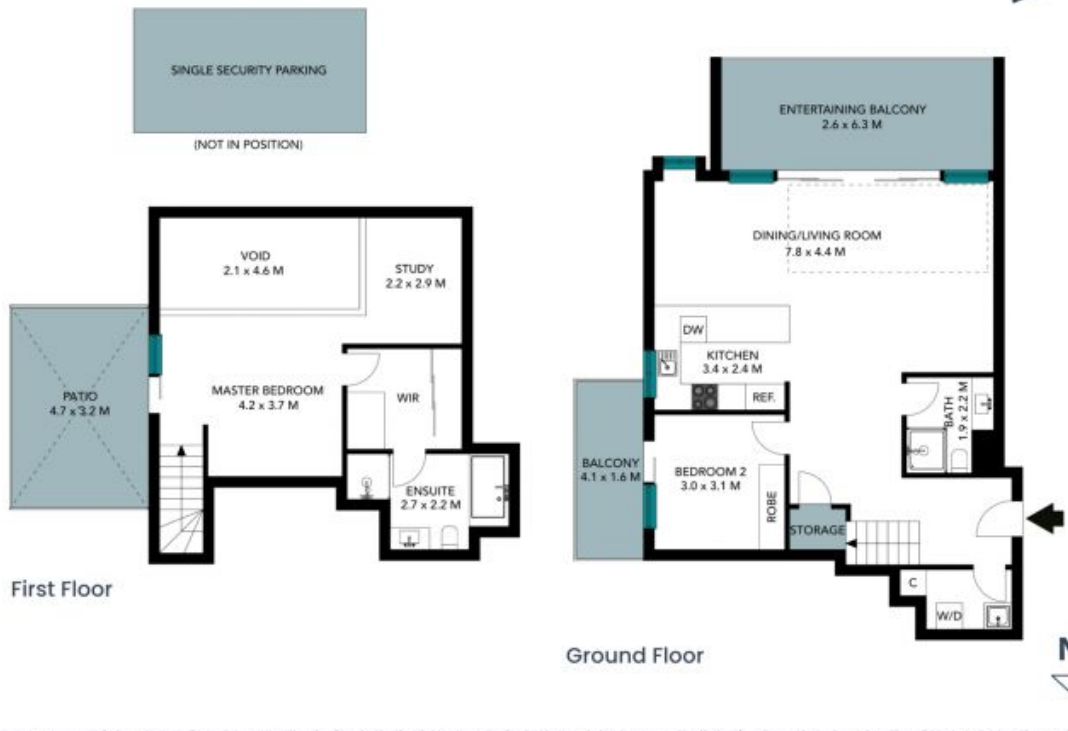 SINGLE SECURITY PARKING
(NOT IN POSITION)
VOID
2.1 x 4.6 M
STUDY
2.2 x 2.9 M
PATIO
4.7 x 3.2 M
MASTER BEDROOM
4.2 x 3.7 M
WIR
ENSUITE
2.7 x 2.2 M
First Floor
ENTERTAINING BALCONY
2.6 x 6.3 M
DINING/LIVING ROOM
7.8 x 4.4 M
DW
KITCHEN
3.4 x 2.4 M
REF.
BATH
1.9 x 2.2 M
BALCONY
4.1 x 1.6 M
BEDROOM 2
3.0 x 3.1 M
ROBE
STORAGE
C
W/D
Ground Floor